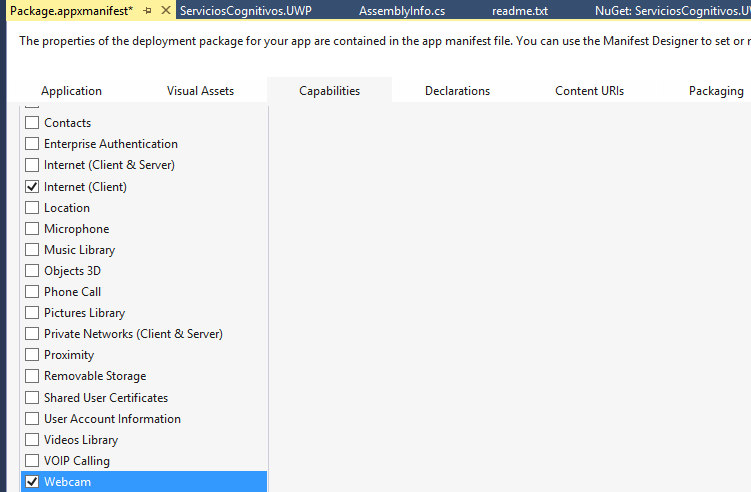 Package.appxmanifest* ServiciosCognitivos.UWP AssemblyInfo.cs readme.txt NuGet: ServiciosCognitivos.U
The properties of the deployment package for your app are contained in the app manifest file. You can use the Manifest Designer to set or
Application Visual Assets Capabilities Declarations Content URIs Packaging
Contacts
Enterprise Authentication
Internet (Client & Server)
Internet (Client)
Location
Microphone
Music Library
Objects 3D
Phone Call
Pictures Library
Private Networks (Client & Server)
Proximity
Removable Storage
Shared User Certificates
User Account Information
Videos Library
VOIP Calling
Webcam